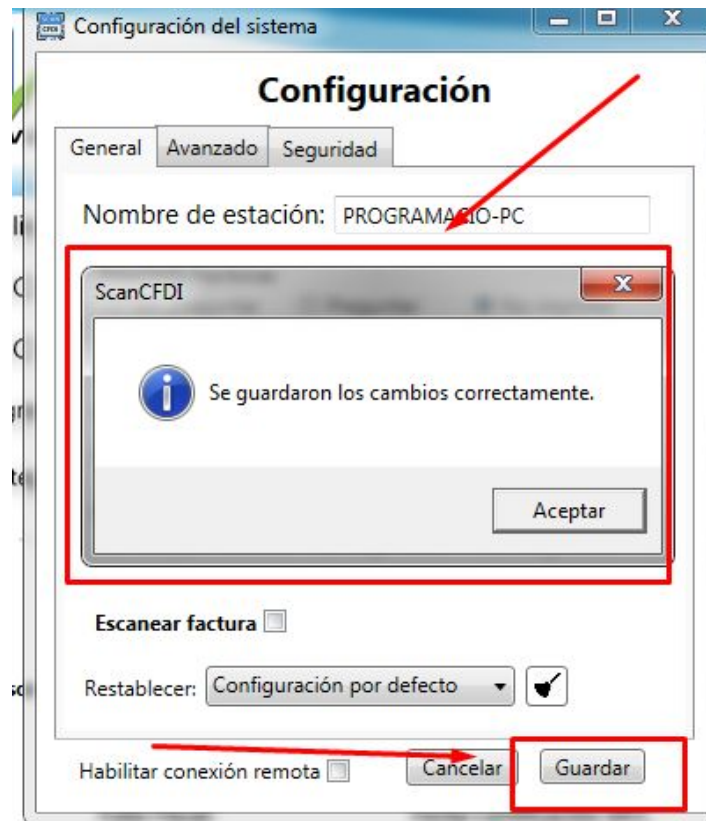 Configuración del sistema
Configuración
General Avanzado Seguridad
Nombre de estación: PROGRAMACIO-PC
ScanCFDI
Se guardaron los cambios correctamente.
Aceptar
Escanear factura
Restablecer: Configuración por defecto
Habilitar conexión remota Cancelar Guardar